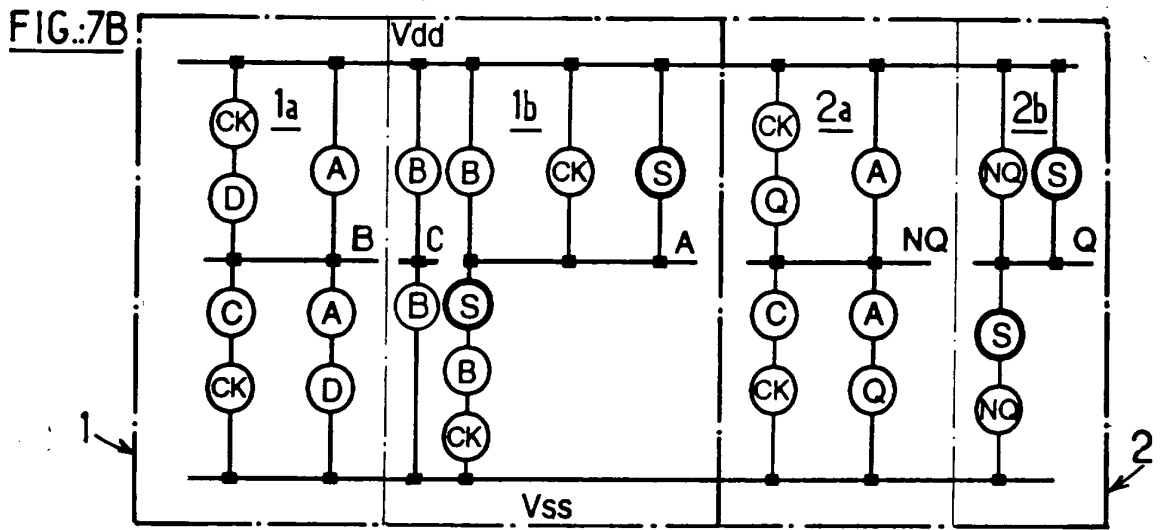 FIG.:7B
Vdd
1a 1b 2a 2b
CK CK
A B B CK S A NQ S
D Q
B C A NQ Q
C A B S C A S
D B CK Q NQ
CK CK
1 2
Vss